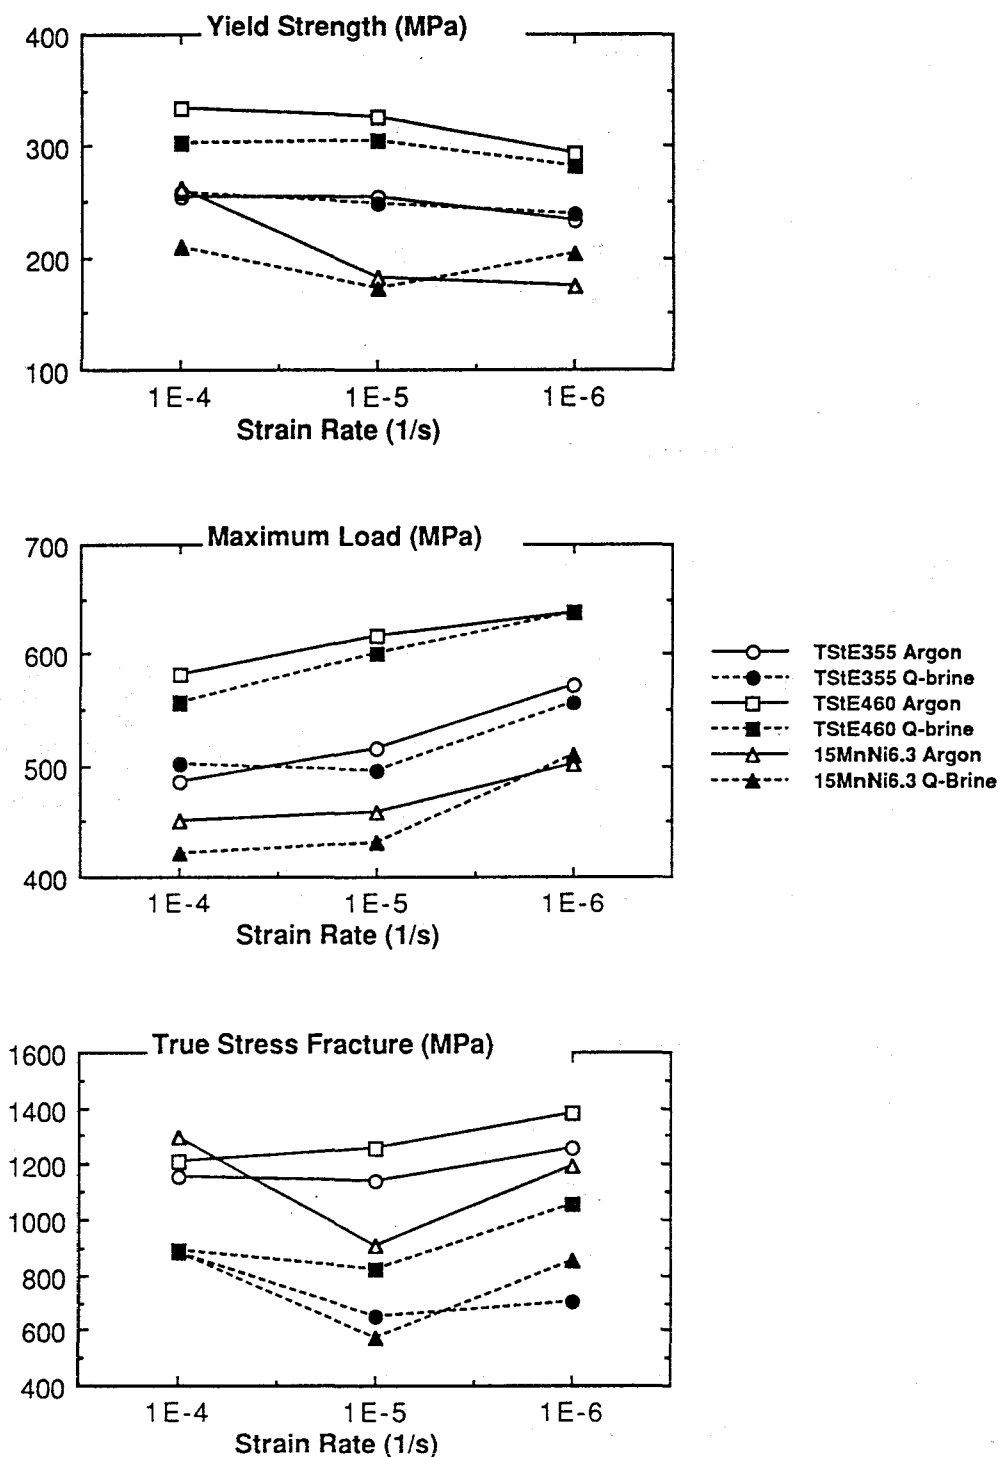 Yield Strength (MPa)
400
300
200
100
1E-4 1E-5 1E-6
Strain Rate (1/s)
Maximum Load (MPa)
700
600
500
400
1E-4 1E-5 1E-6
Strain Rate (1/s)
TStE355 Argon
TStE355 Q-brine
TStE460 Argon
TStE460 Q-brine
15MnNi6.3 Argon
15MnNi6.3 Q-Brine
True Stress Fracture (MPa)
1600
1400
1200
1000
800
600
400
1E-4 1E-5 1E-6
Strain Rate (1/s)